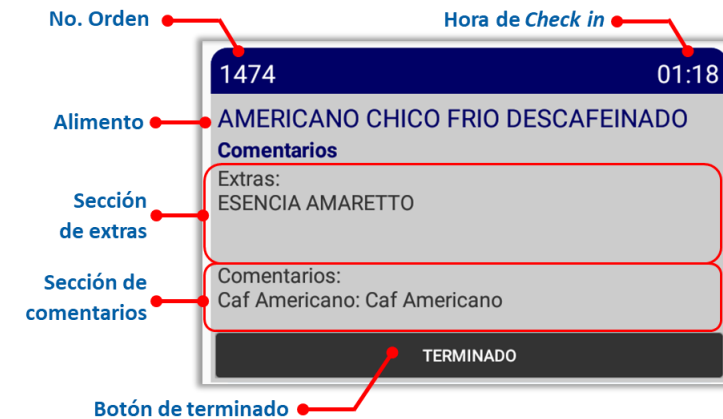 No. Orden
Hora de Check in
1474
01:18
Alimento
AMERICANO CHICO FRIO DESCAFEINADO
Comentarios
Sección
de extras
Extras:
ESENCIA AMARETTO
Sección de
comentarios
Comentarios:
Caf Americano: Caf Americano
TERMINADO
Botón de terminado